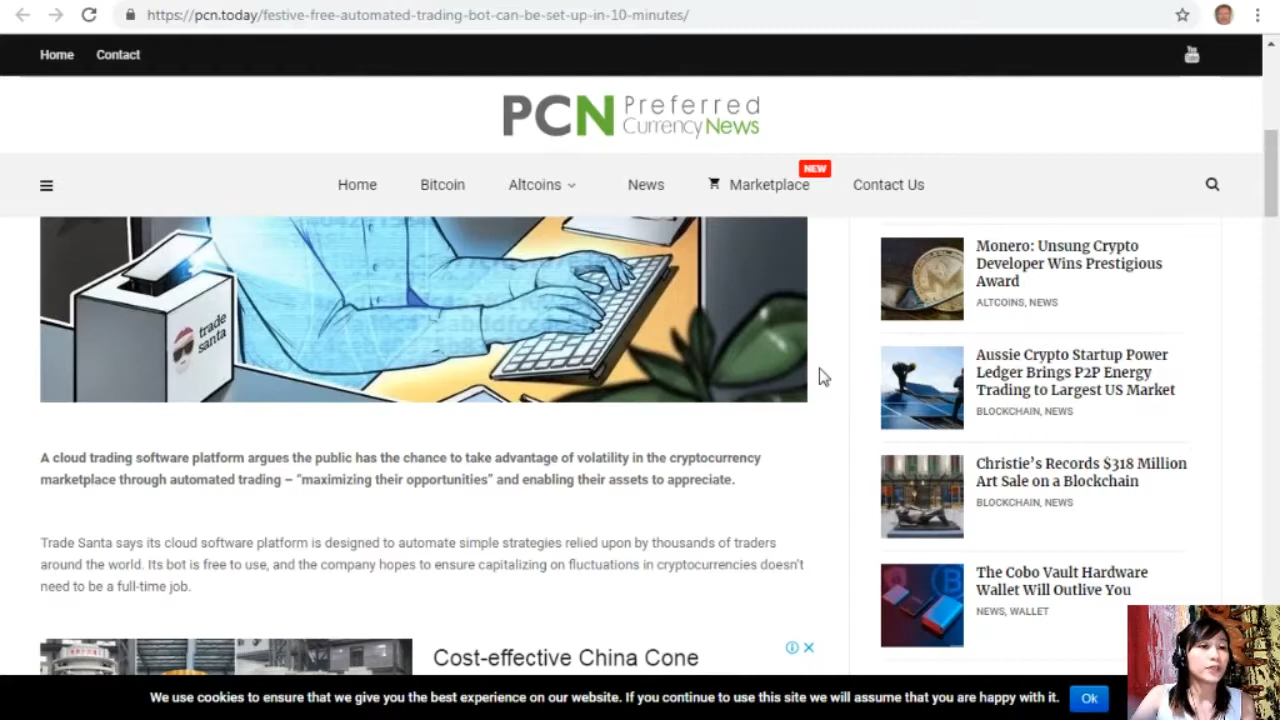 https://pcn.today/festive-free-automated-trading-bot-can-be-set-up-in-10-minutes/
Home Contact
You
PCN Preferred
CurrencyNews
NEW
Home Bitcoin Altcoins News Marketplace Contact Us
trade
santa
Monero: Unsung Crypto
Developer Wins Prestigious
Award
ALTCOINS, NEWS
Aussie Crypto Startup Power
Ledger Brings P2P Energy
Trading to Largest US Market
BLOCKCHAIN, NEWS
Christie's Records $318 Million
Art Sale on a Blockchain
BLOCKCHAIN, NEWS
The Cobo Vault Hardware
Wallet Will Outlive You
NEWS, WALLET
A cloud trading software platform argues the public has the chance to take advantage of volatility in the cryptocurrency
marketplace through automated trading – "maximizing their opportunities" and enabling their assets to appreciate.
Trade Santa says its cloud software platform is designed to automate simple strategies relied upon by thousands of traders
around the world. Its bot is free to use, and the company hopes to ensure capitalizing on fluctuations in cryptocurrencies doesn't
need to be a full-time job.
Cost-effective China Cone
We use cookies to ensure that we give you the best experience on our website. If you continue to use this site we will assume that you are happy with it. Ok